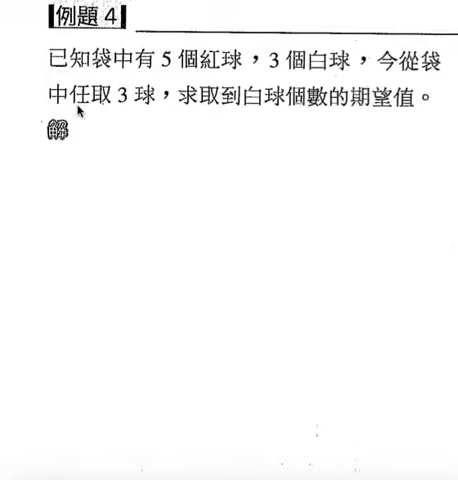 例題 4
已知袋中有 5 個紅球，3 個白球，今從袋
中任取 3 球，求取到白球個數的期望值。
解